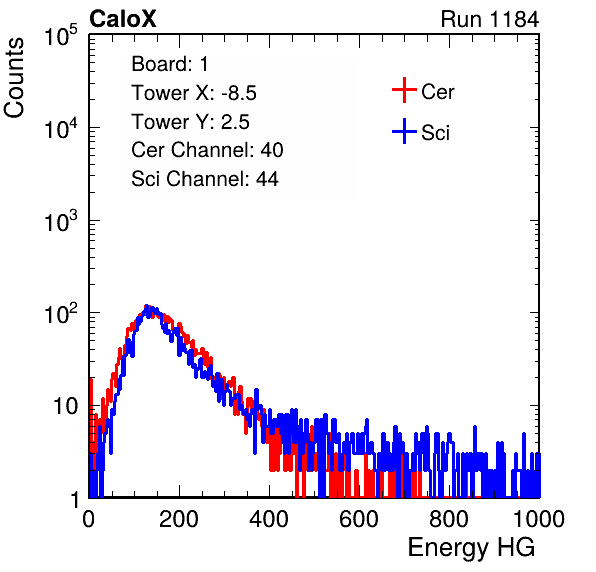 CaloX Run 1184
Counts
10^5
10^4
10^3
10^2
10
1
Board: 1
Tower X: -8.5
Tower Y: 2.5
Cer Channel: 40
Sci Channel: 44
Cer
Sci
0 200 400 600 800 1000
Energy HG